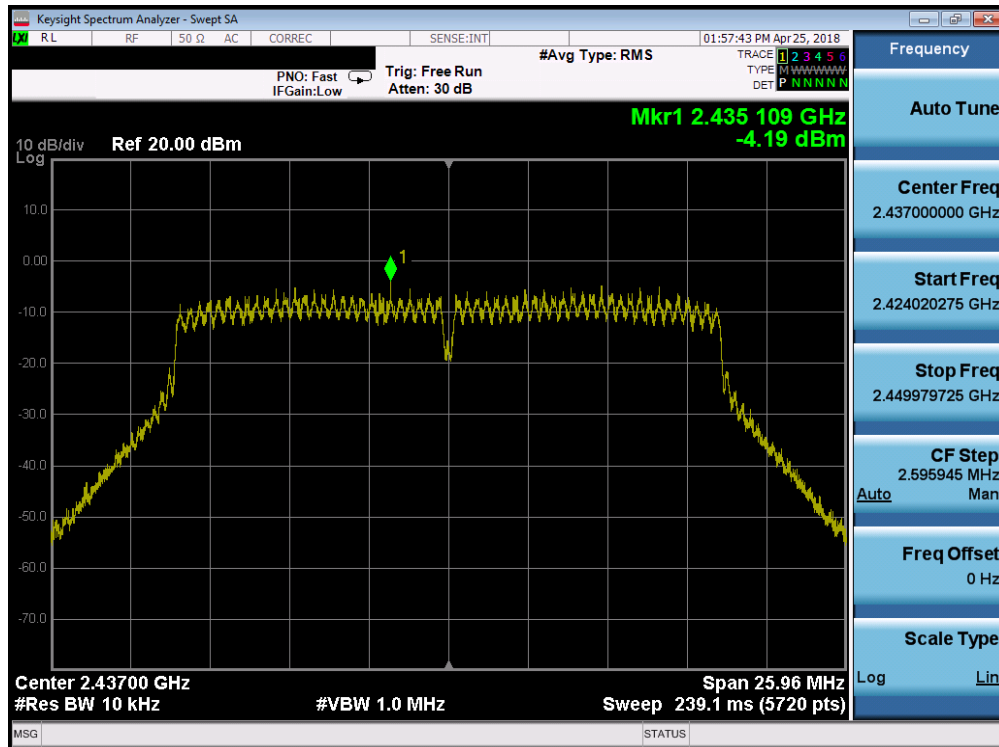 Keysight Spectrum Analyzer - Swept SA
LXI RL RF 50 Ω AC CORREC SENSE:INT 01:57:43 PM Apr 25, 2018
#Avg Type: RMS TRACE 1 2 3 4 5 6
PNO: Fast Trig: Free Run TYPE M WWWWW
IFGain:Low Atten: 30 dB DET P N N N N N
Mkr1 2.435 109 GHz
-4.19 dBm
10 dB/div Ref 20.00 dBm
Log
10.0
0.00
1
-10.0
-20.0
-30.0
-40.0
-50.0
-60.0
-70.0
Center 2.43700 GHz Span 25.96 MHz
#Res BW 10 kHz #VBW 1.0 MHz Sweep 239.1 ms (5720 pts)
MSG STATUS
Frequency
Auto Tune
Center Freq
2.437000000 GHz
Start Freq
2.424020275 GHz
Stop Freq
2.449979725 GHz
CF Step
2.595945 MHz
Auto Man
Freq Offset
0 Hz
Scale Type
Log Lin